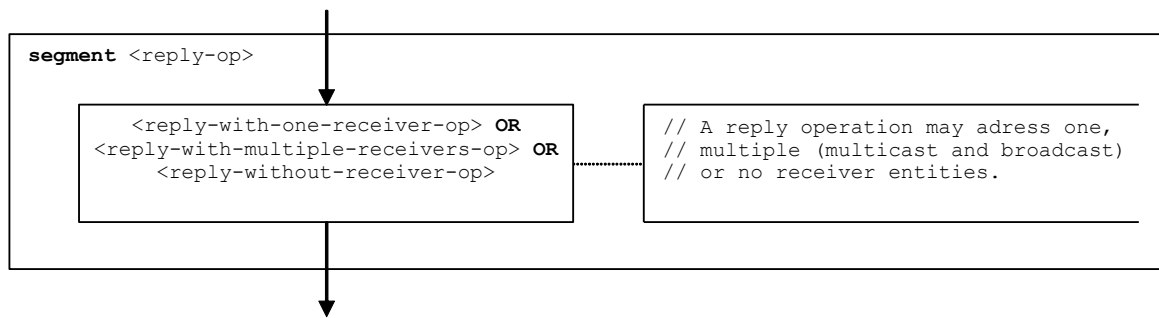 segment <reply-op>
<reply-with-one-receiver-op> OR
<reply-with-multiple-receivers-op> OR
<reply-without-receiver-op>
// A reply operation may adress one,
// multiple (multicast and broadcast)
// or no receiver entities.